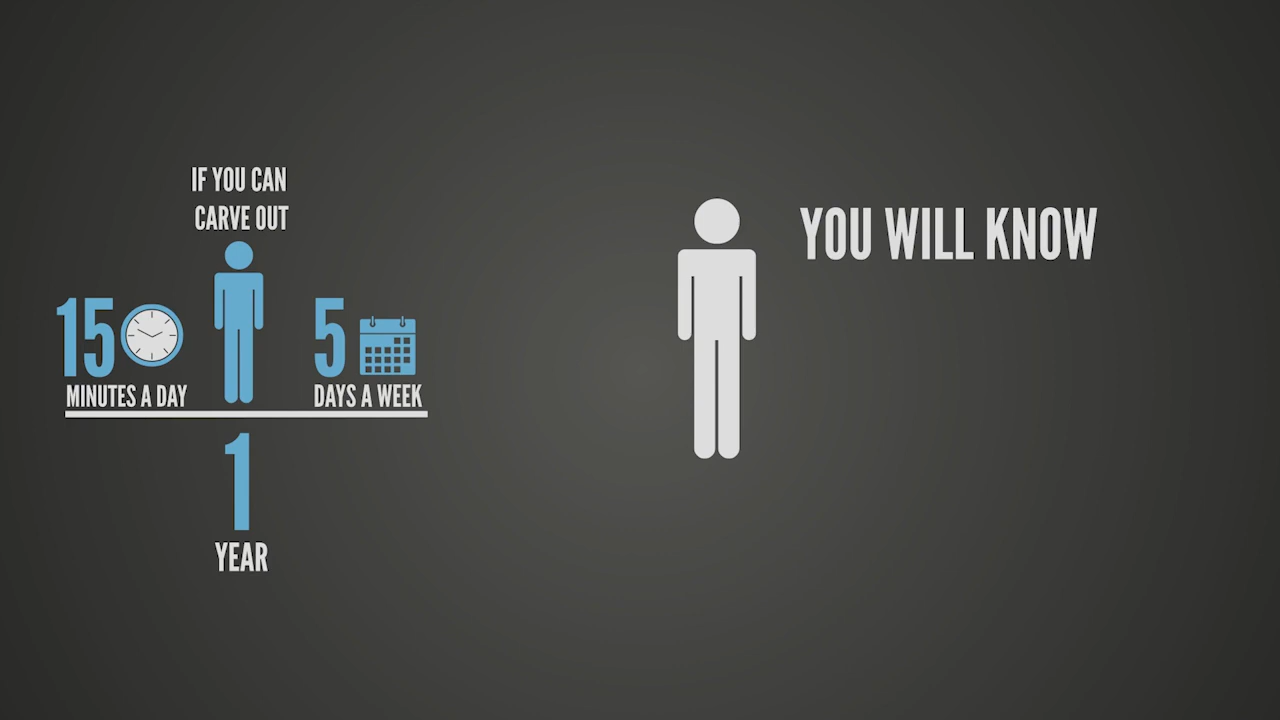 IF YOU CAN
CARVE OUT
15
MINUTES A DAY
5
DAYS A WEEK
1
YEAR
YOU WILL KNOW